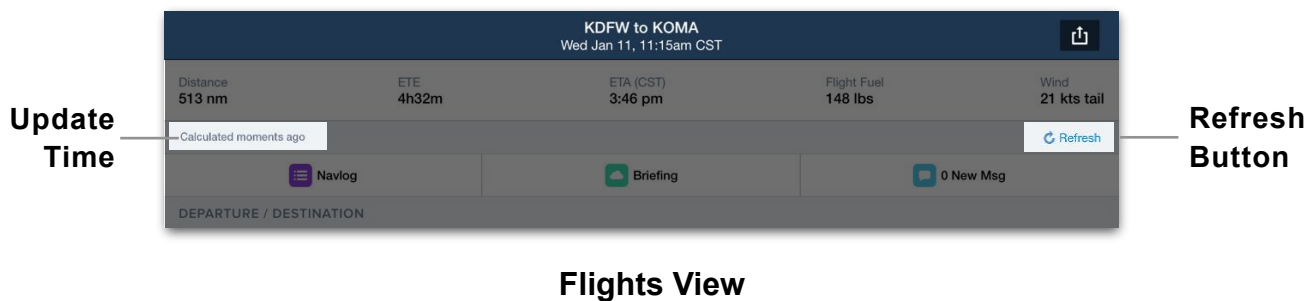 KDFW to KOMA
Wed Jan 11, 11:15am CST
Distance ETE ETA (CST) Flight Fuel Wind
513 nm 4h32m 3:46 pm 148 lbs 21 kts tail
Update
Time
Calculated moments ago
Refresh
Refresh
Button
Navlog Briefing 0 New Msg
DEPARTURE / DESTINATION
Flights View